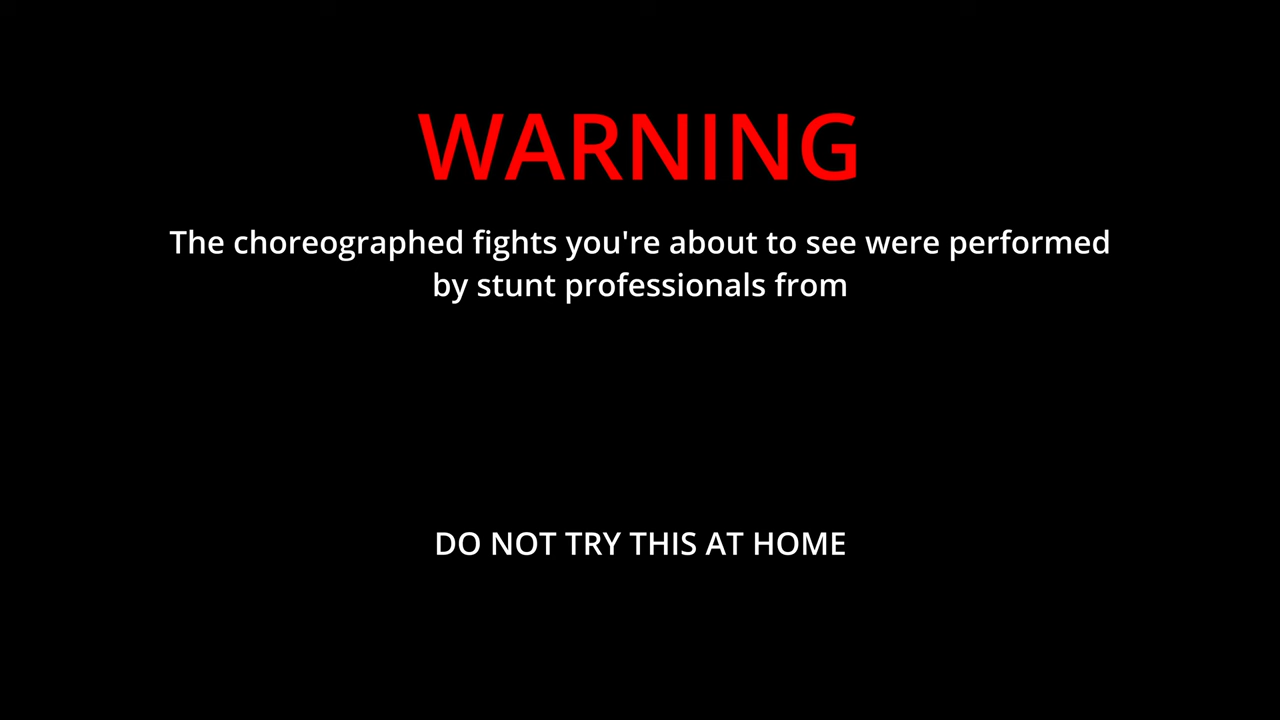 WARNING
The choreographed fights you're about to see were performed
by stunt professionals from
DO NOT TRY THIS AT HOME